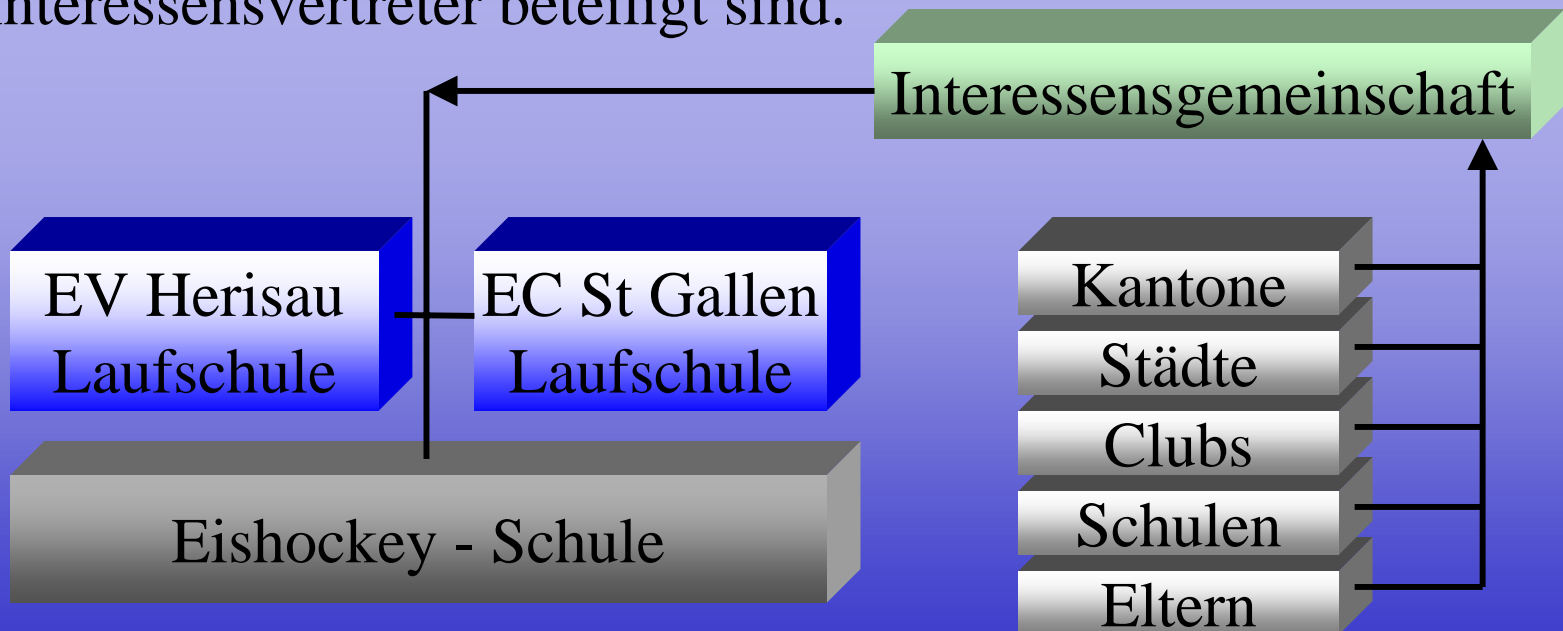 Interessensvertreter beteiligt sind.
Interessensgemeinschaft
EV Herisau
Laufschule
EC St Gallen
Laufschule
Eishockey - Schule
Kantone
Städte
Clubs
Schulen
Eltern